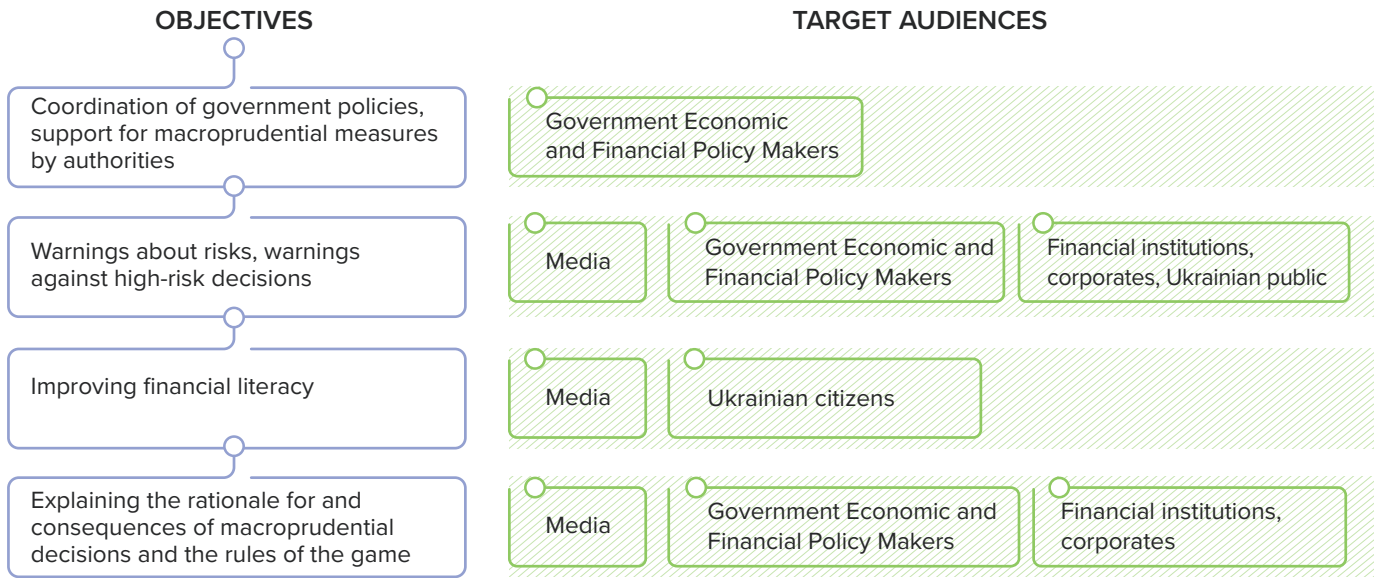 OBJECTIVES
TARGET AUDIENCES
Coordination of government policies,
support for macroprudential measures
by authorities
Government Economic
and Financial Policy Makers
Warnings about risks, warnings
against high-risk decisions
Media
Government Economic and
Financial Policy Makers
Financial institutions,
corporates, Ukrainian public
Improving financial literacy
Media
Ukrainian citizens
Explaining the rationale for and
consequences of macroprudential
decisions and the rules of the game
Media
Government Economic and
Financial Policy Makers
Financial institutions,
corporates